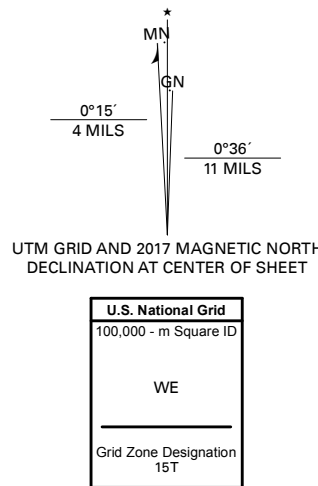 ★
MN
GN
0°15´
4 MILS
0°36´
11 MILS
UTM GRID AND 2017 MAGNETIC NORTH
DECLINATION AT CENTER OF SHEET
U.S. National Grid
100,000 - m Square ID
WE
Grid Zone Designation
15T